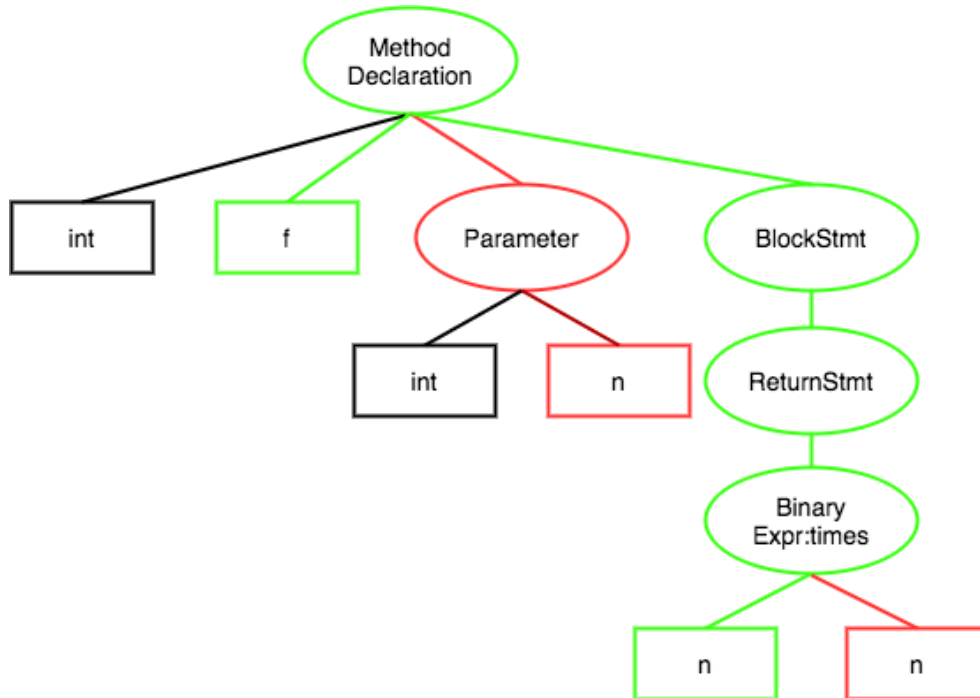 Method
Declaration
int
f
Parameter
BlockStmt
int
n
ReturnStmt
Binary
Expr:times
n
n